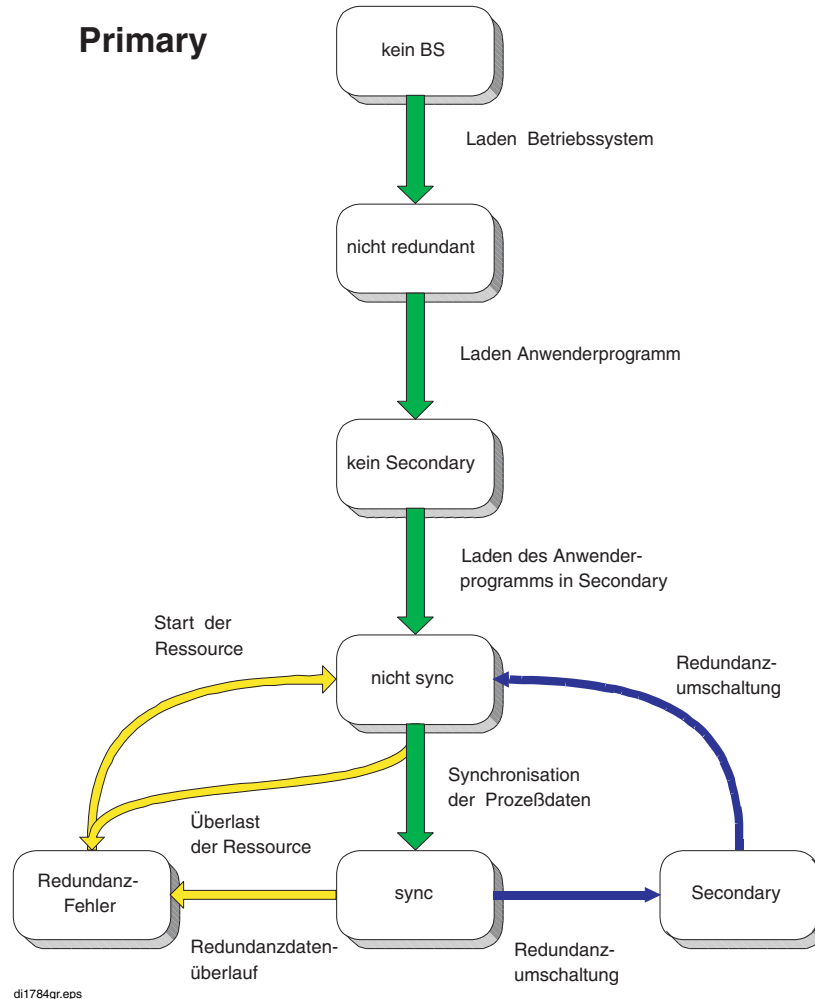 Primary
kein BS
Laden Betriebssystem
nicht redundant
Laden Anwenderprogramm
kein Secondary
Laden des Anwender-
programms in Secondary
Start der
Ressource
nicht sync
Redundanz-
umschaltung
Synchronisation
der Prozeßdaten
Überlast
der Ressource
Redundanz-
Fehler
sync
Secondary
Redundanzdaten-
überlauf
Redundanz-
umschaltung
di1784gr.eps